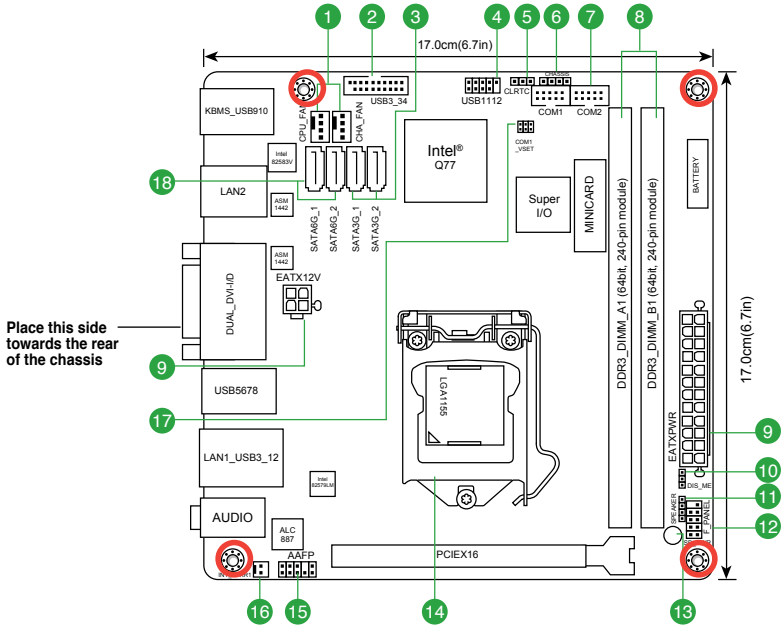 1
2
3
4
5
6
7
8
17.0cm(6.7in)
KBMS_USB910
CPU_FAN
CHA_FAN
USB3_34
USB1112
CLRTC
CHASSIS
COM1
COM2
COM1
_VSET
Intel
82583V
Intel®
Q77
BATTERY
18
LAN2
ASM
1442
SATA6G_1
SATA6G_2
SATA3G_1
SATA3G_2
Super
I/O
MINICARD
DDR3_DIMM_A1 (64bit, 240-pin module)
DDR3_DIMM_B1 (64bit, 240-pin module)
ASM
1442
EATX12V
DUAL_DVI-I/D
Place this side
towards the rear
of the chassis
9
17.0cm(6.7in)
USB5678
LGA1155
17
EATXPWR
9
LAN1_USB3_12
Intel
82579LM
10
DIS_ME
11
SPEAKER
F_PANEL
12
AUDIO
ALC
887
AAFP
PCIEX16
16
15
14
13